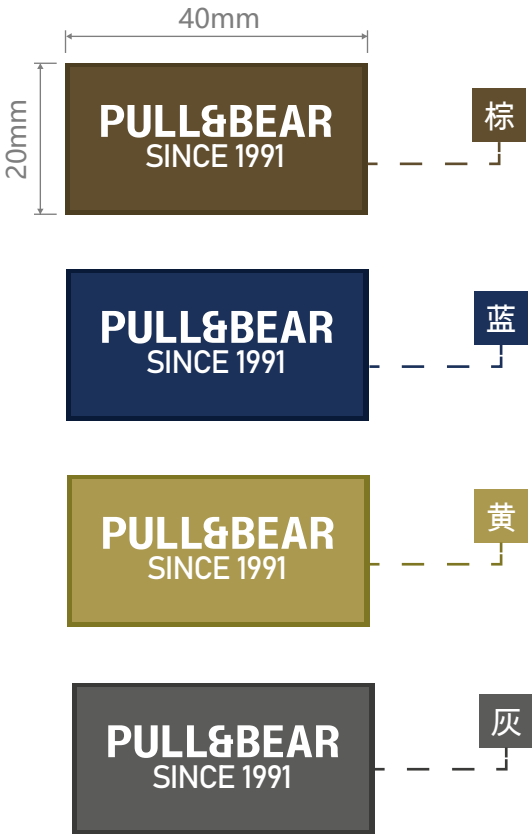 40mm
20mm
PULL&BEAR
SINCE 1991
棕
PULL&BEAR
SINCE 1991
蓝
PULL&BEAR
SINCE 1991
黄
PULL&BEAR
SINCE 1991
灰